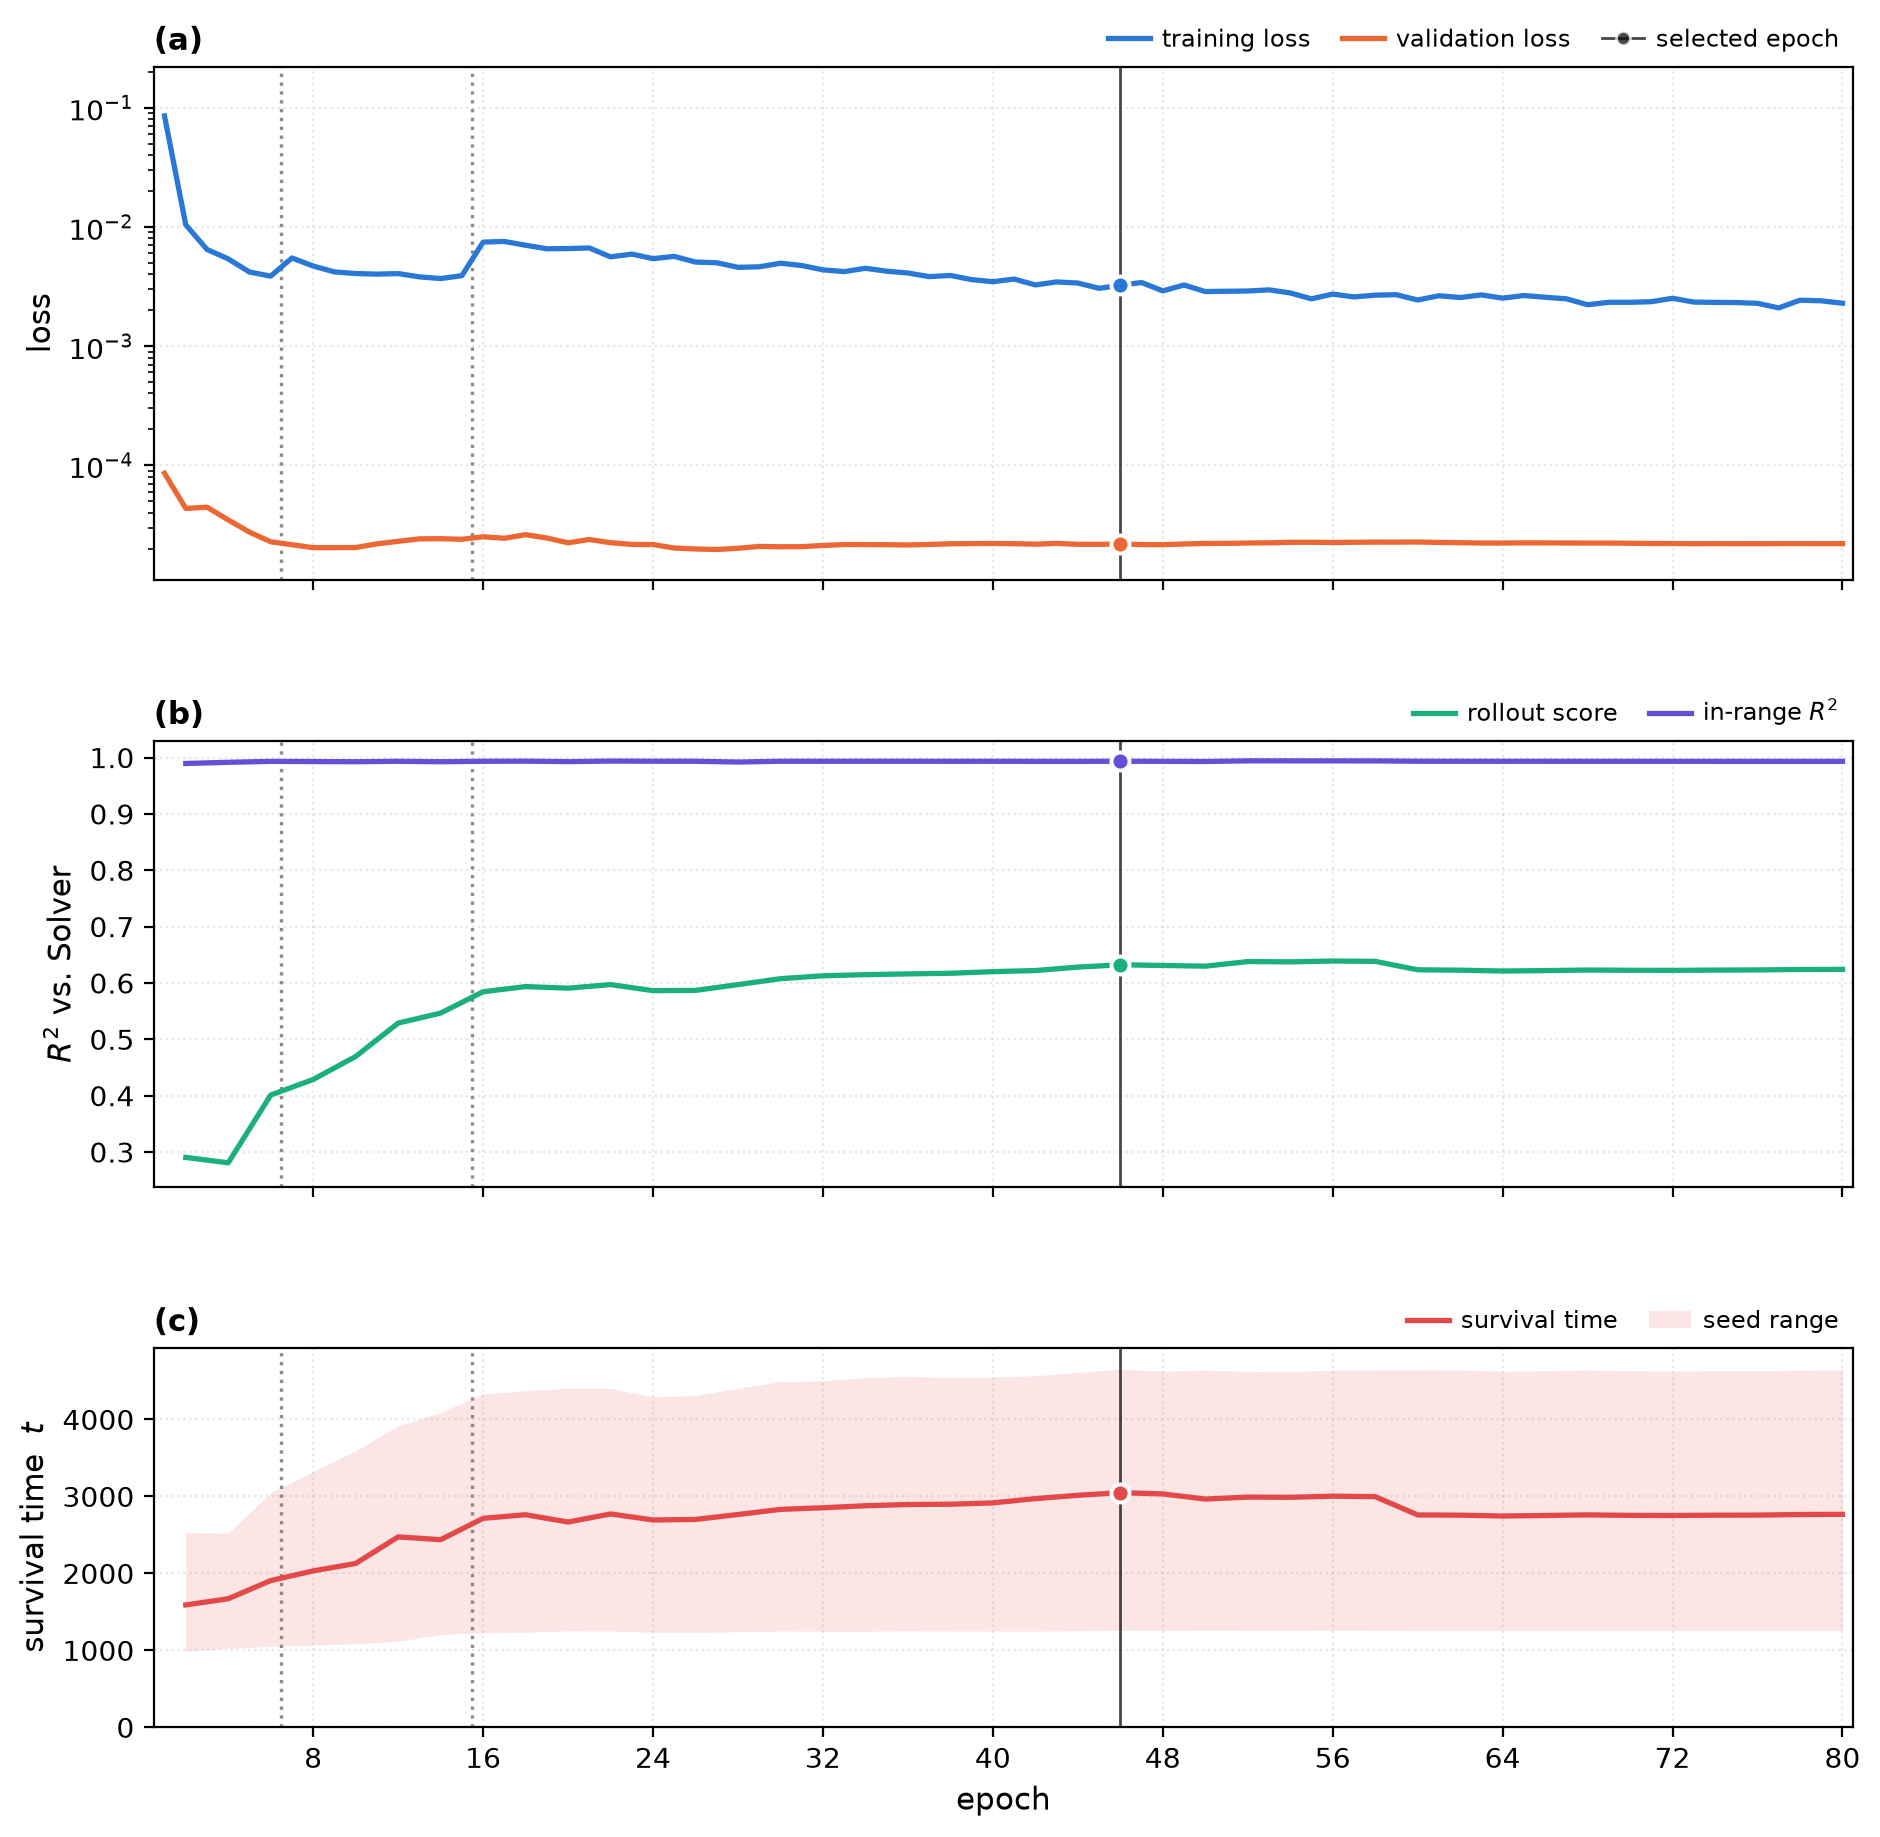 (a)
training loss
validation loss
selected epoch
10⁻¹
10⁻²
10⁻³
10⁻⁴
loss
(b)
rollout score
in-range R²
1.0
0.9
0.8
0.7
0.6
0.5
0.4
0.3
R² vs. Solver
(c)
survival time
seed range
4000
3000
2000
1000
0
survival time t
8 16 24 32 40 48 56 64 72 80
epoch